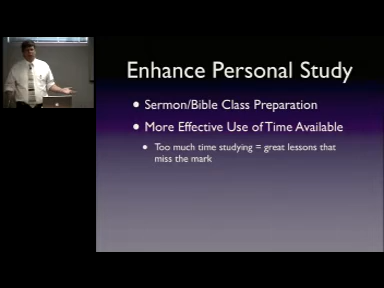 Enhance Personal Study
• Sermon/Bible Class Preparation
• More Effective Use of Time Available
• Too much time studying = great lessons that
miss the mark